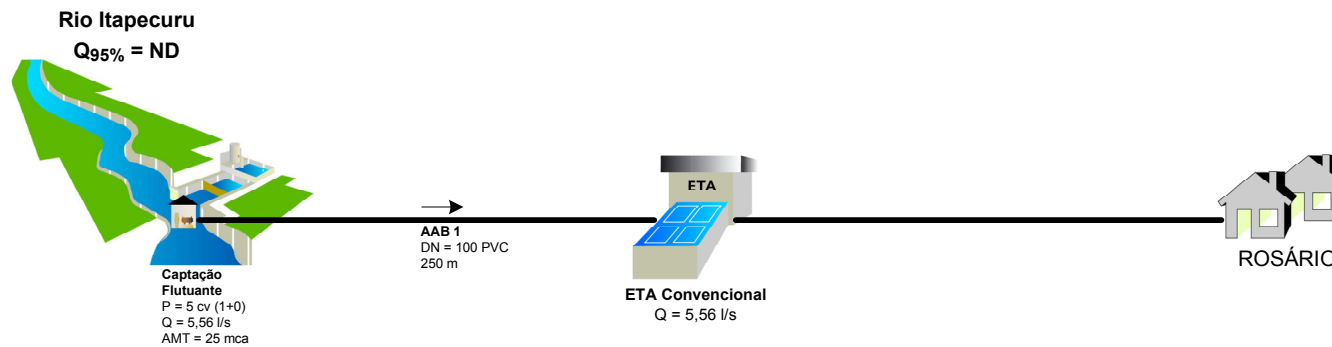 Rio Itapecuru
Q95% = ND
ETA
AAB 1
DN = 100 PVC
250 m
Captação
Flutuante
P = 5 cv (1+0)
Q = 5,56 l/s
AMT = 25 mca
ETA Convencional
Q = 5,56 l/s
ROSÁRIO